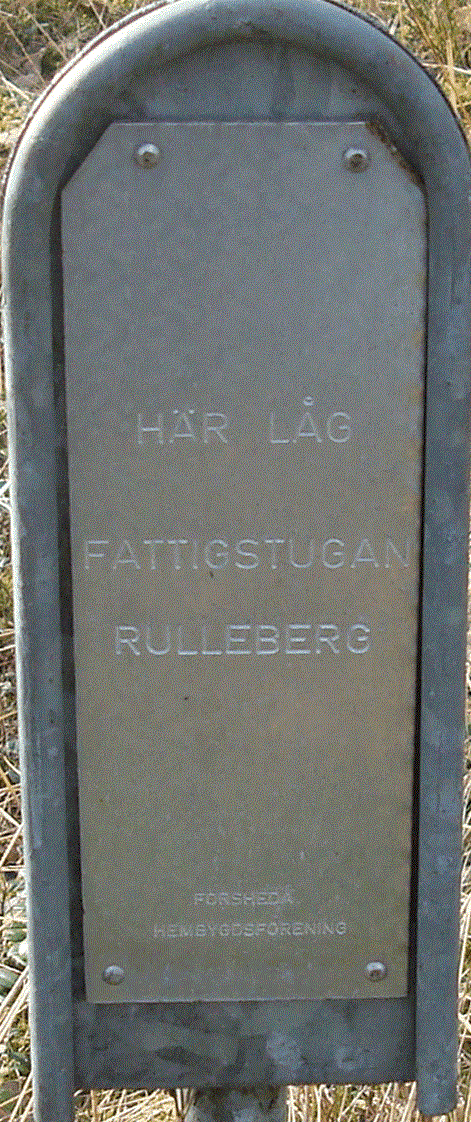 HÄR LÅG
FATTIGSTUGAN
RULLEBERG
FORSHEDA
HEMBYGDSFÖRENING